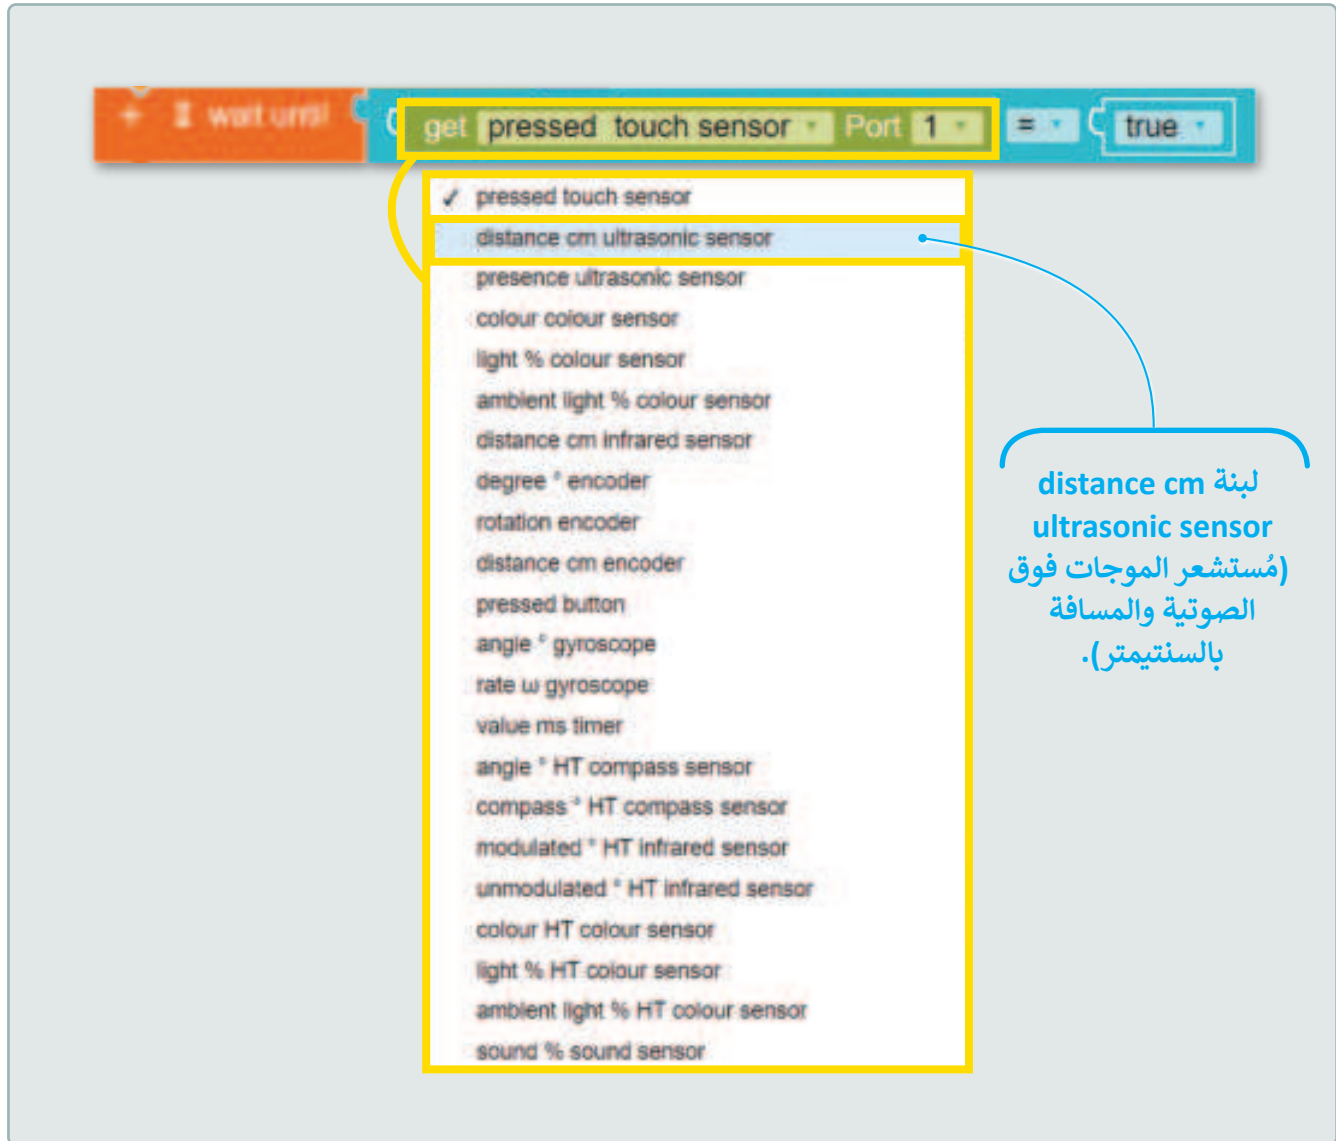 + wait until get pressed touch sensor Port 1 = true
✓ pressed touch sensor
distance cm ultrasonic sensor
presence ultrasonic sensor
colour colour sensor
light % colour sensor
ambient light % colour sensor
distance cm infrared sensor
degree ° encoder
rotation encoder
distance cm encoder
pressed button
angle ° gyroscope
rate ω gyroscope
value ms timer
angle ° HT compass sensor
compass ° HT compass sensor
modulated ° HT infrared sensor
unmodulated ° HT infrared sensor
colour HT colour sensor
light % HT colour sensor
ambient light % HT colour sensor
sound % sound sensor
لبنة distance cm
ultrasonic sensor
(مُستشعر الموجات فوق
الصوتية والمسافة
بالسنتيمتر).